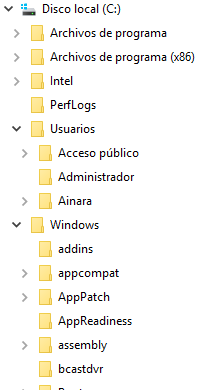 Disco local (C:)
Archivos de programa
Archivos de programa (x86)
Intel
PerfLogs
Usuarios
Acceso público
Administrador
Ainara
Windows
addins
appcompat
AppPatch
AppReadiness
assembly
bcastdvr